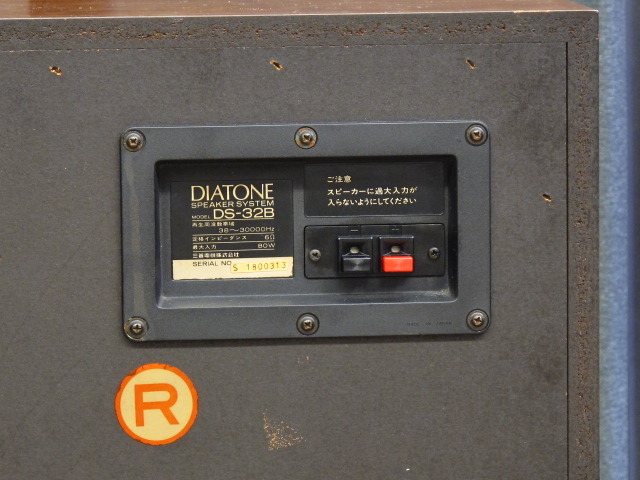 DIATONE
SPEAKER SYSTEM
MODEL DS-32B
再生周波数帯域
38～30000Hz
定格インピーダンス 6Ω
最大入力 80W
三菱電機株式会社
SERIAL NO. S 1800313
ご注意
スピーカーに過大入力が
入らないようにしてください
R